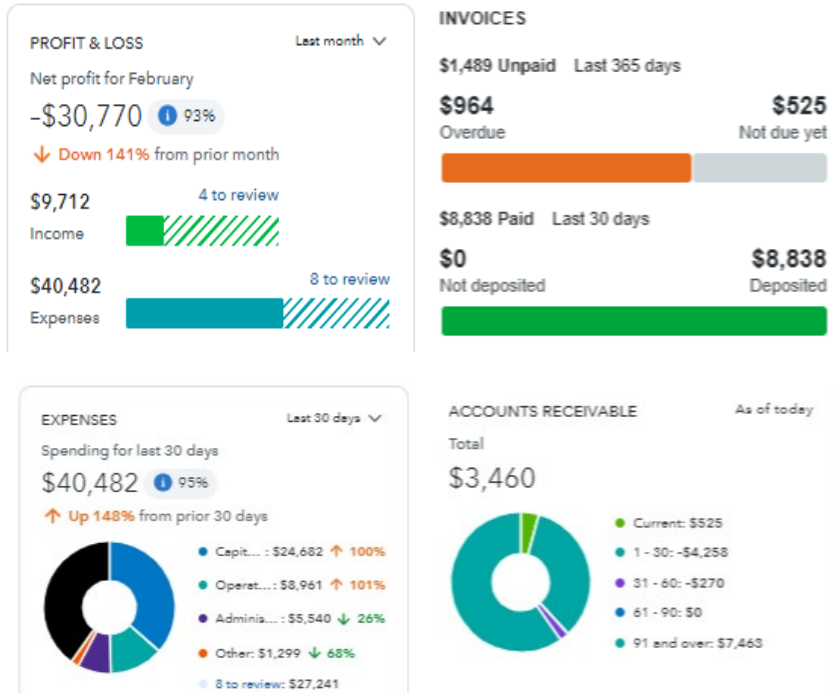 PROFIT & LOSS
Last month
Net profit for February
-$30,770
93%
Down 141% from prior month
$9,712
4 to review
Income
$40,482
8 to review
Expenses
INVOICES
$1,489 Unpaid Last 365 days
$964
$525
Overdue
Not due yet
$8,838 Paid Last 30 days
$0
$8,838
Not deposited
Deposited
EXPENSES
Last 30 days
Spending for last 30 days
$40,482
95%
Up 148% from prior 30 days
Capit... : $24,682 100%
Operat...: $8,961 101%
Adminis... : $5,540 26%
Other: $1,299 68%
8 to review: $27,241
ACCOUNTS RECEIVABLE
As of today
Total
$3,460
Current: $525
1 - 30: -$4,258
31 - 60: -$270
61 - 90: $0
91 and over: $7,463